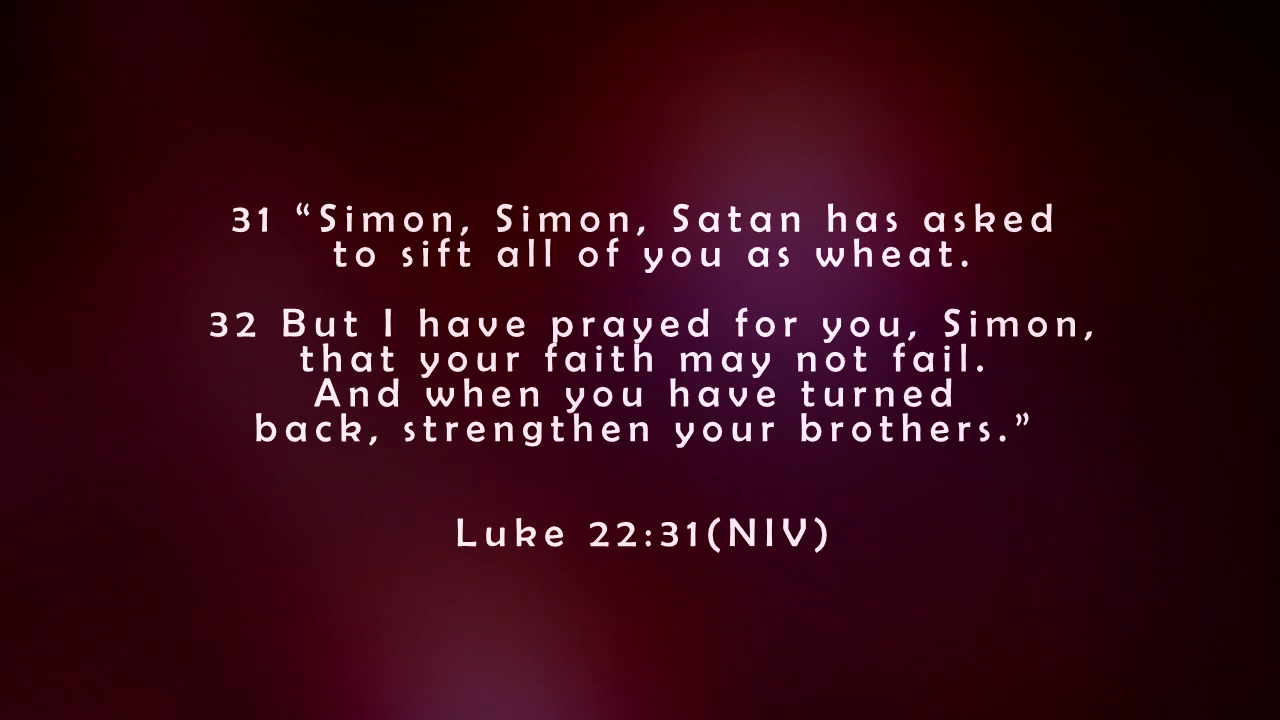 31 “Simon, Simon, Satan has asked
to sift all of you as wheat.
32 But I have prayed for you, Simon,
that your faith may not fail.
And when you have turned
back, strengthen your brothers.”
Luke 22:31(NIV)